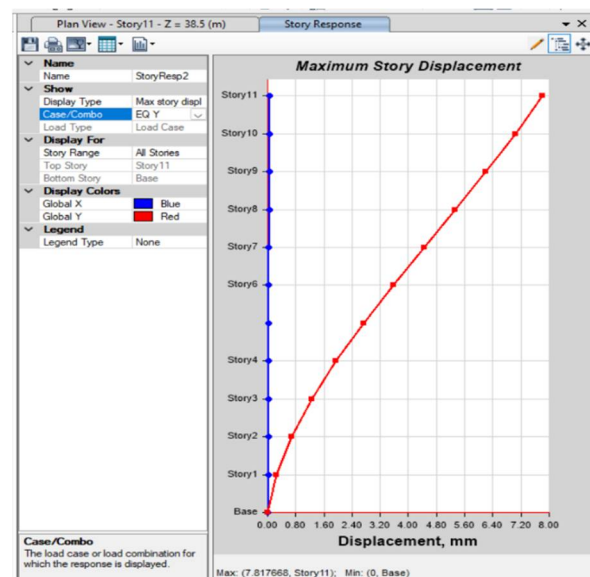 Plan View - Story11 - Z = 38.5 (m)
Story Response
Name
Name StoryResp2
Show
Display Type Max story displ
Case/Combo EQ Y
Load Type Load Case
Display For
Story Range All Stories
Top Story Story11
Bottom Story Base
Display Colors
Global X Blue
Global Y Red
Legend
Legend Type None
Case/Combo
The load case or load combination for
which the response is displayed.
Maximum Story Displacement
Story11
Story10
Story9
Story8
Story7
Story6
Story4
Story3
Story2
Story1
Base
0.00 0.80 1.60 2.40 3.20 4.00 4.80 5.60 6.40 7.20 8.00
Displacement, mm
Max: (7.817668, Story11); Min: (0, Base)